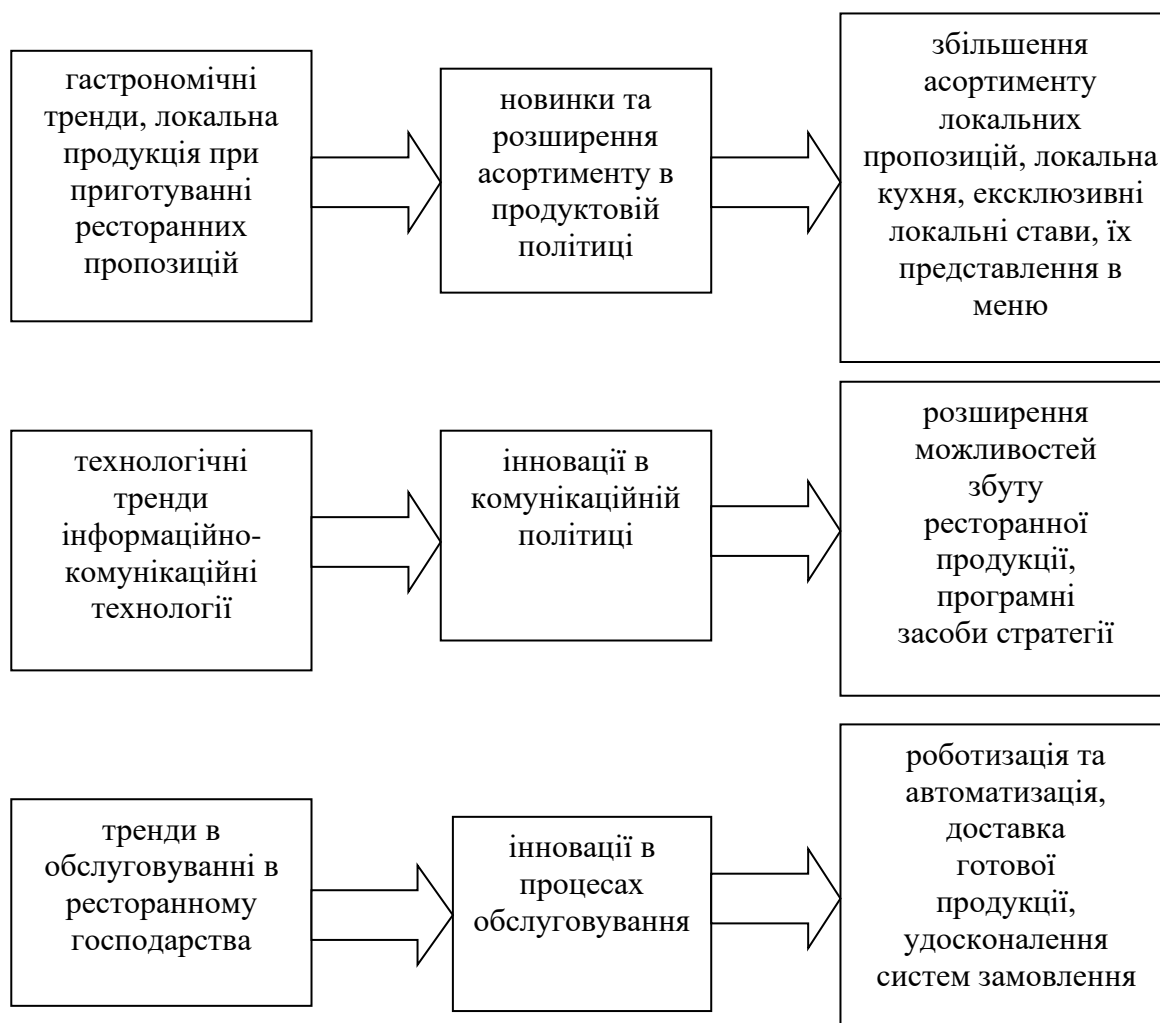 гастрономічні
тренди, локальна
продукція при
приготуванні
ресторанних
пропозицій
новинки та
розширення
асортименту в
продуктовій
політиці
збільшення
асортименту
локальних
пропозицій, локальна
кухня, ексклюзивні
локальні стави, їх
представлення в
меню
технологічні
тренди
інформаційно-
комунікаційні
технології
інновації в
комунікаційній
політиці
розширення
можливостей
збуту
ресторанної
продукції,
програмні
засоби стратегії
тренди в
обслуговуванні в
ресторанному
господарства
інновації в
процесах
обслуговування
роботизація та
автоматизація,
доставка
готової
продукції,
удосконалення
систем замовлення